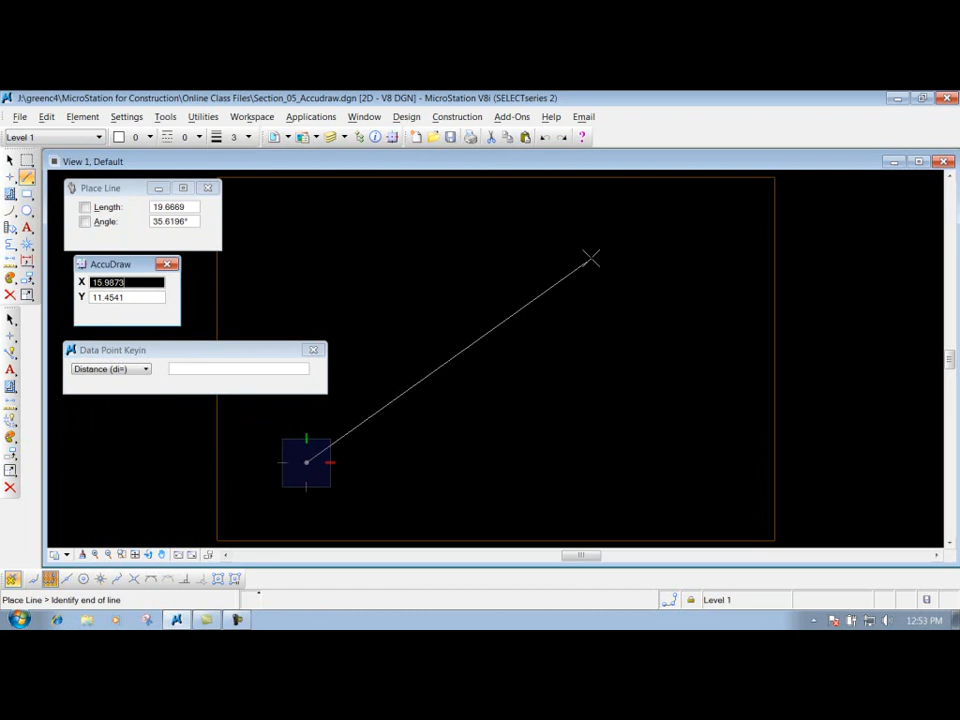 J:\greenc4\MicroStation for Construction\Online Class Files\Section_05_Accudraw.dgn [2D - V8 DGN] - MicroStation V8i (SELECTseries 2)
File Edit Element Settings Tools Utilities Workspace Applications Window Design Construction Add-Ons Help Email
Level 1 0 0 3
View 1, Default
Place Line
Length: 19.6669
Angle: 35.6196°
AccuDraw
X 15.9873
Y 11.4541
Data Point Keyin
Distance (di=)
Place Line > Identify end of line
Level 1
12:53 PM